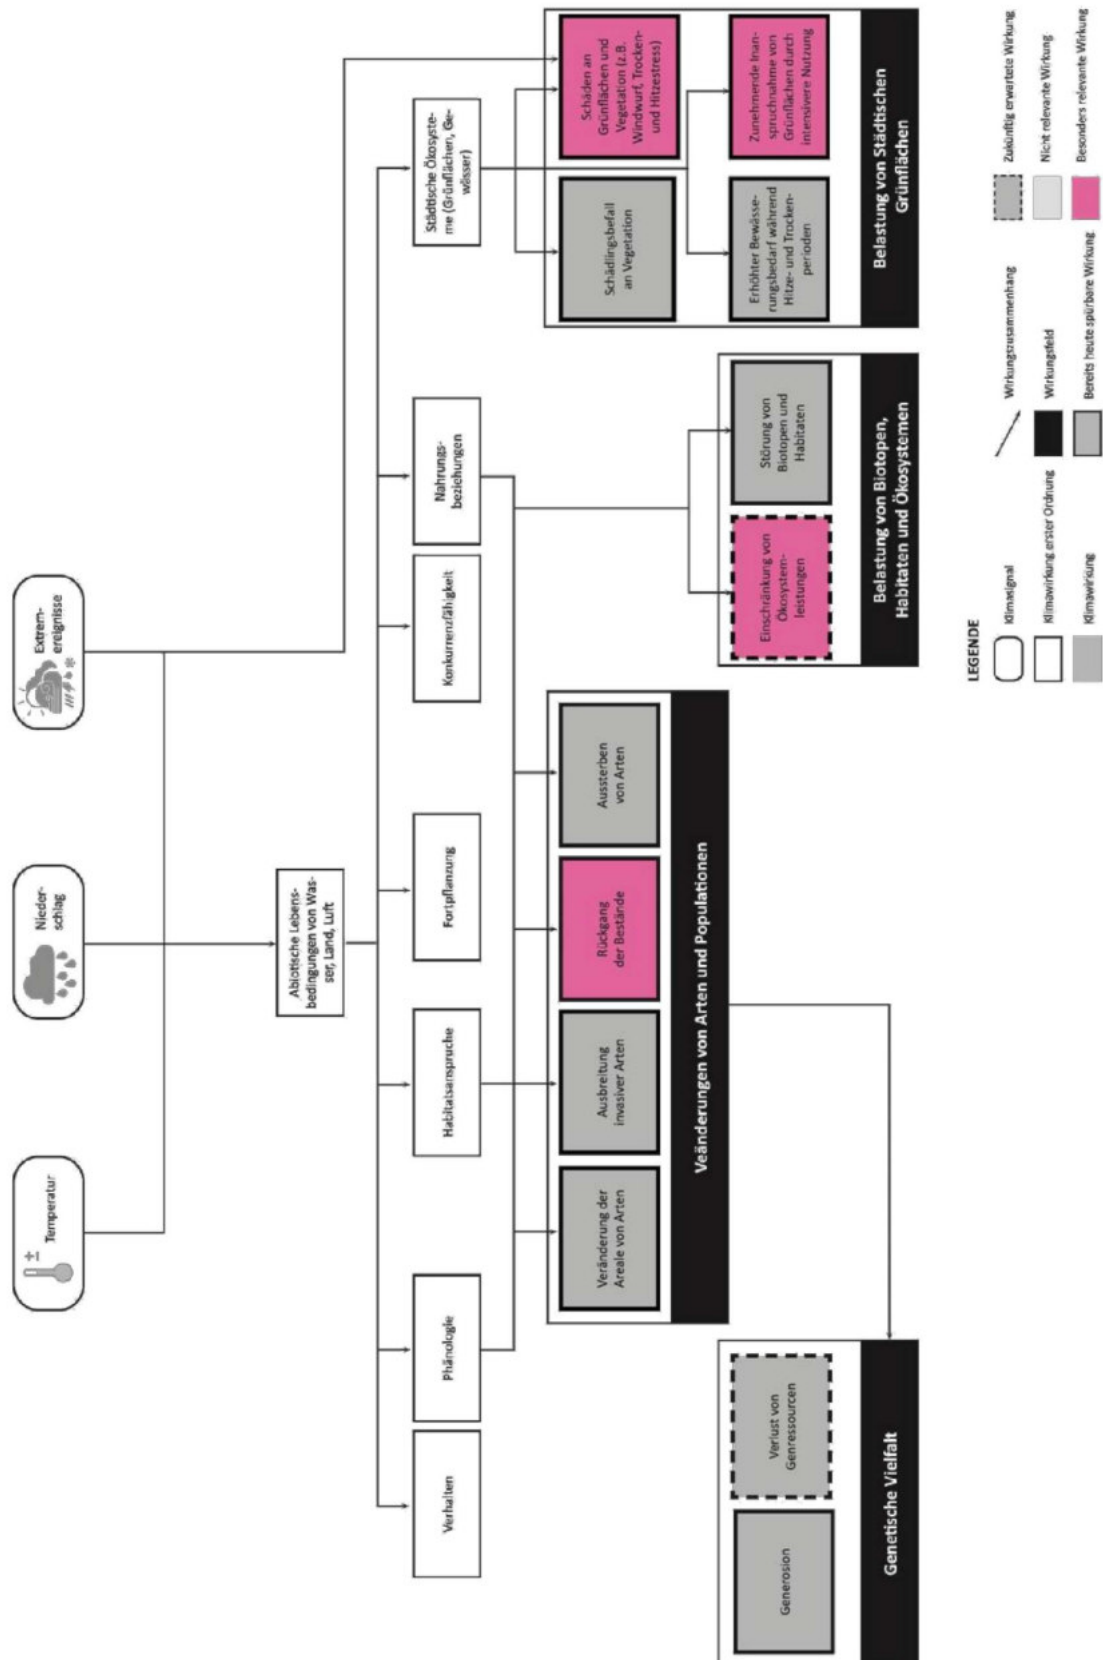 Temperatur
Nieder-
schlag
Extrem-
ereignisse
Abiotische Lebens-
bedingungen von Was-
ser, Land, Luft
Verhalten
Phänologie
Habitatsansprüche
Fortpflanzung
Konkurrenzfähigkeit
Nahrungs-
beziehungen
Städtische Ökosyste-
me (Grünflächen, Ge-
wässer)
Veränderung der
Areale von Arten
Ausbreitung
invasiver Arten
Rückgang
der Bestände
Aussterben
von Arten
Veänderungen von Arten und Populationen
Schädlingsbefall
an Vegetation
Schäden an
Grünflächen und
Vegetation (z.B.
Windwurf, Trocken-
und Hitzestress)
Erhöhter Bewässe-
rungsbedarf während
Hitze- und Trocken-
perioden
Zunehmende Inan-
spruchnahme von
Grünflächen durch
intensivere Nutzung
Belastung von Städtischen
Grünflächen
Generosion
Verlust von
Genressourcen
Genetische Vielfalt
Einschränkung von
Ökosystem-
leistungen
Störung von
Biotopen und
Habitaten
Belastung von Biotopen,
Habitaten und Ökosystemen
LEGENDE
Klimasignal
Klimawirkung erster Ordnung
Klimawirkung
Wirkungszusammenhang
Wirkungsfeld
Bereits heute spürbare Wirkung
Zukünftig erwartete Wirkung
Nicht relevante Wirkung
Besonders relevante Wirkung